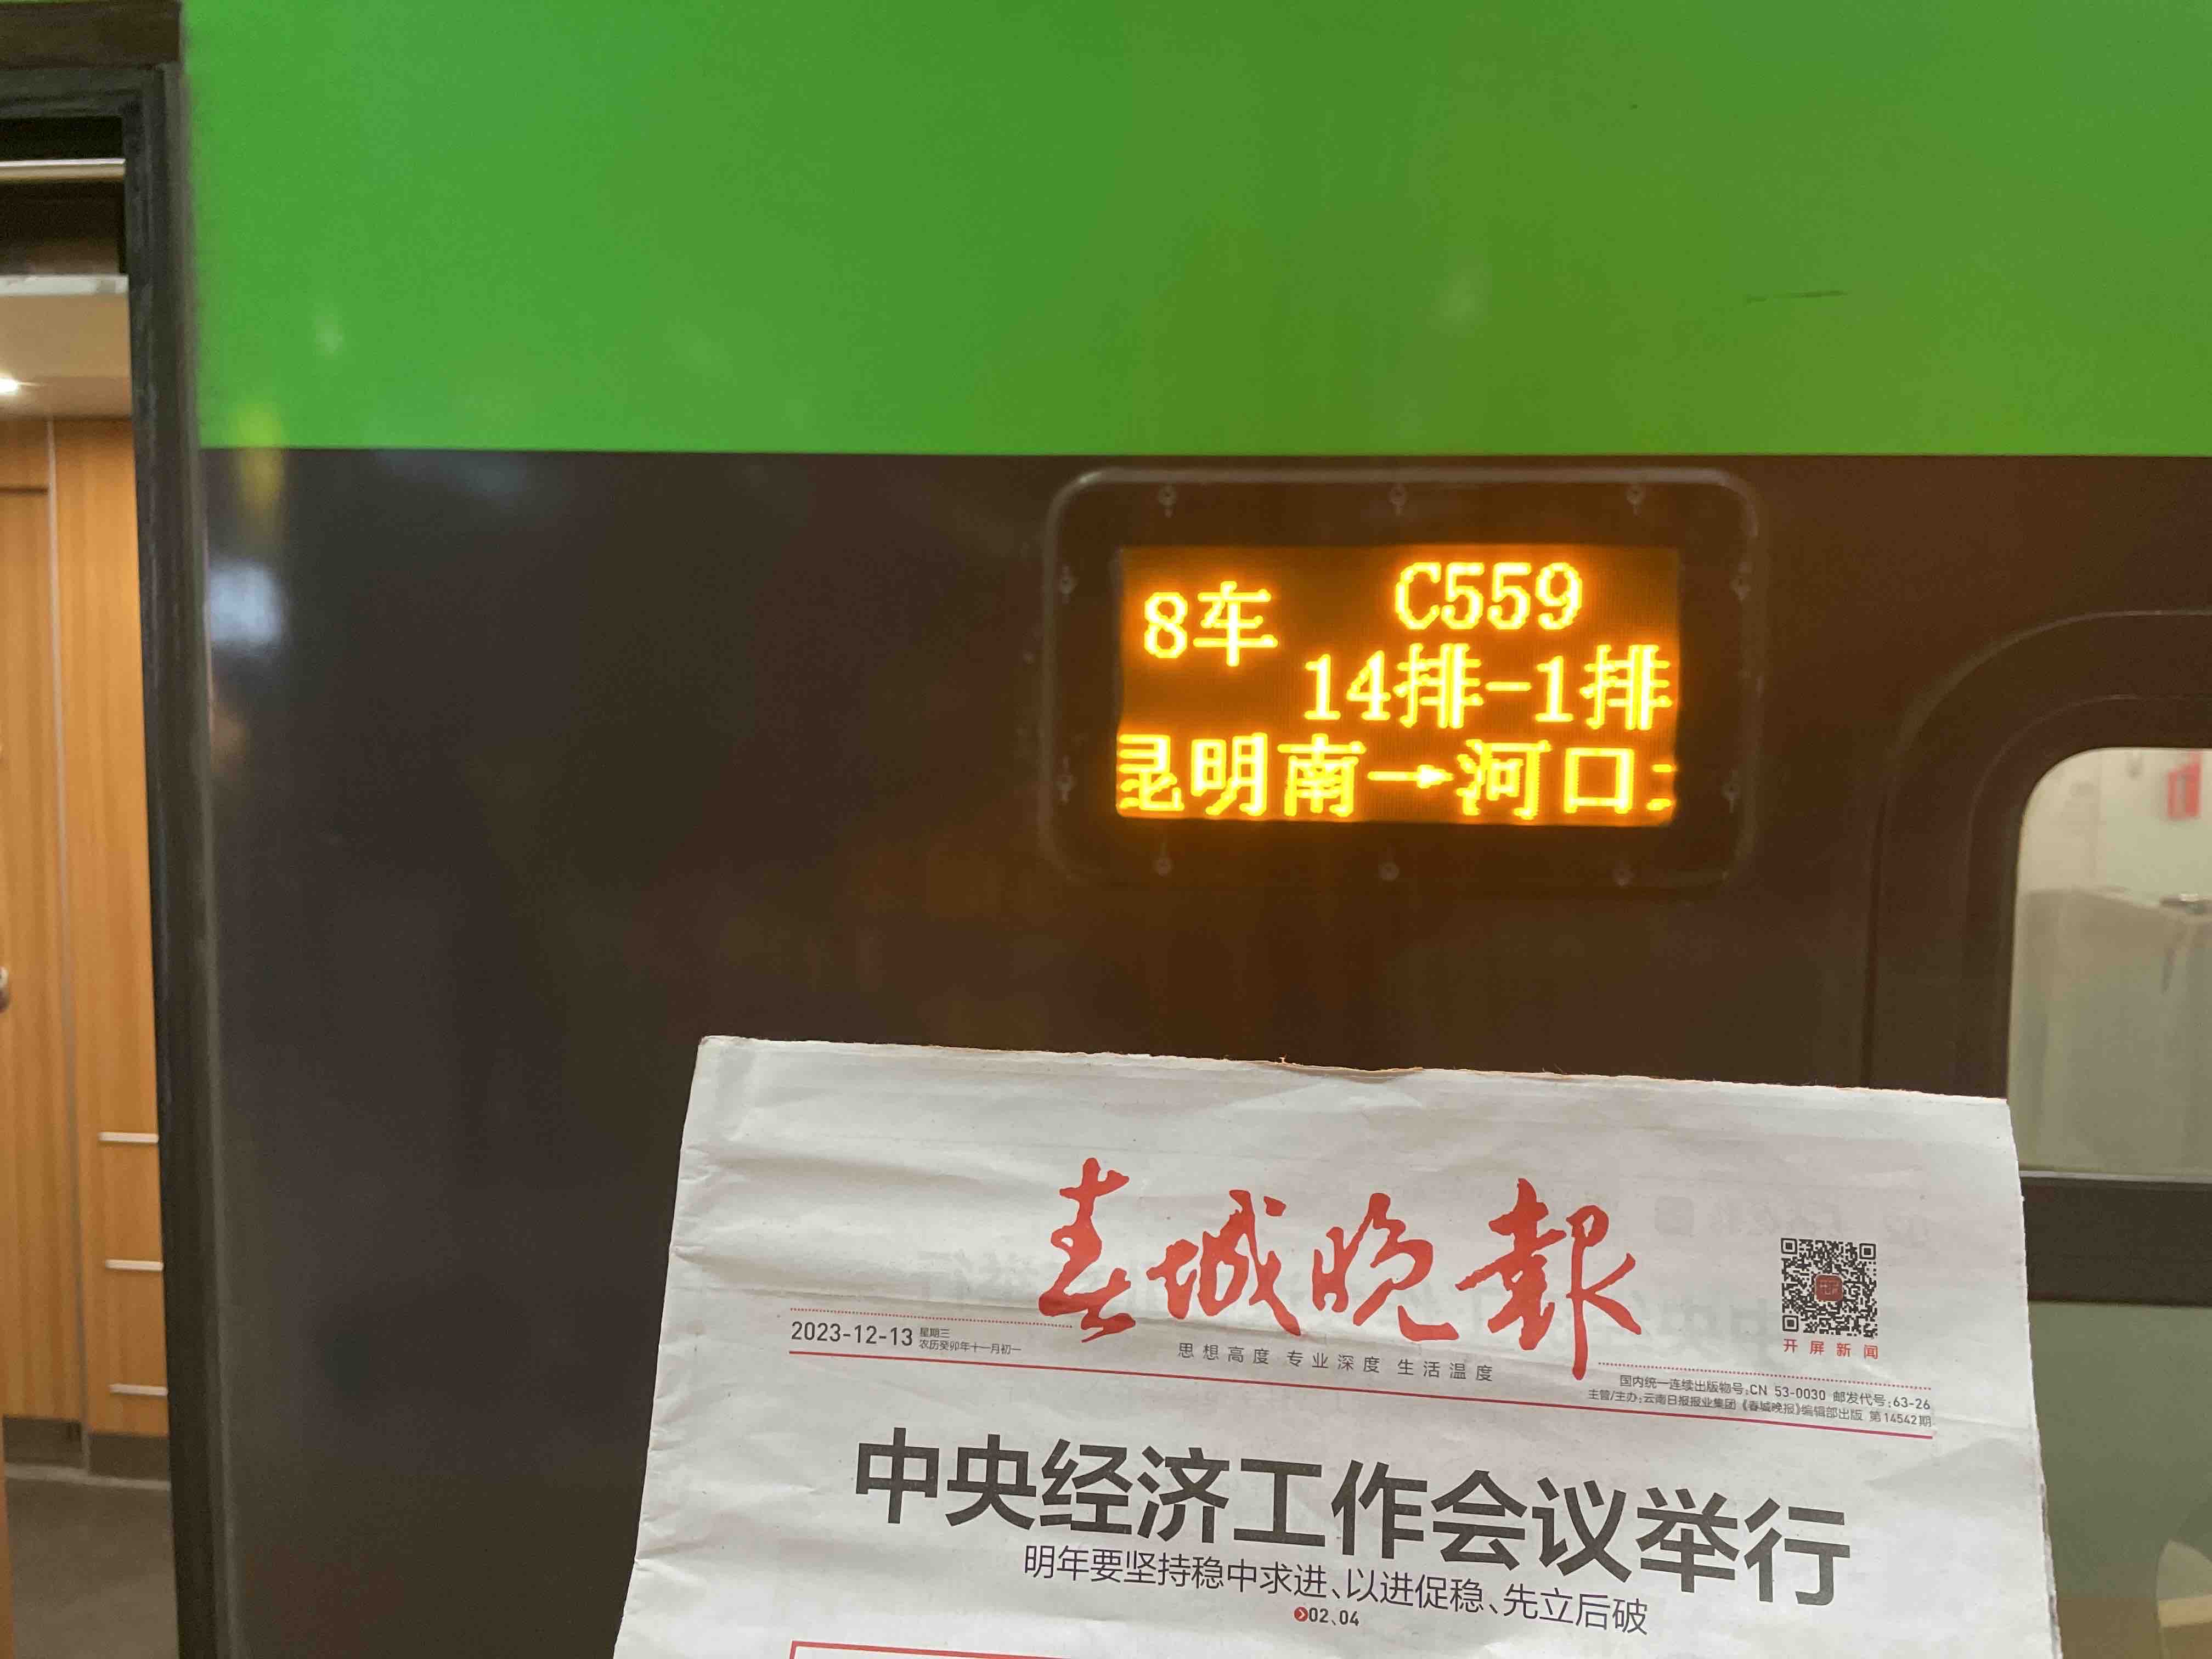 C559
8车
14排-1排
昆明南→河口
春城晚報
2023-12-13
星期三
农历癸卯年十一月初一
思想高度 专业深度 生活温度
开屏新闻
国内统一连续出版物号:CN 53-0030 邮发代号:63-26
主管/主办:云南日报报业集团《春城晚报》编辑部出版 第14542期
中央经济工作会议举行
明年要坚持稳中求进、以进促稳、先立后破
02、04